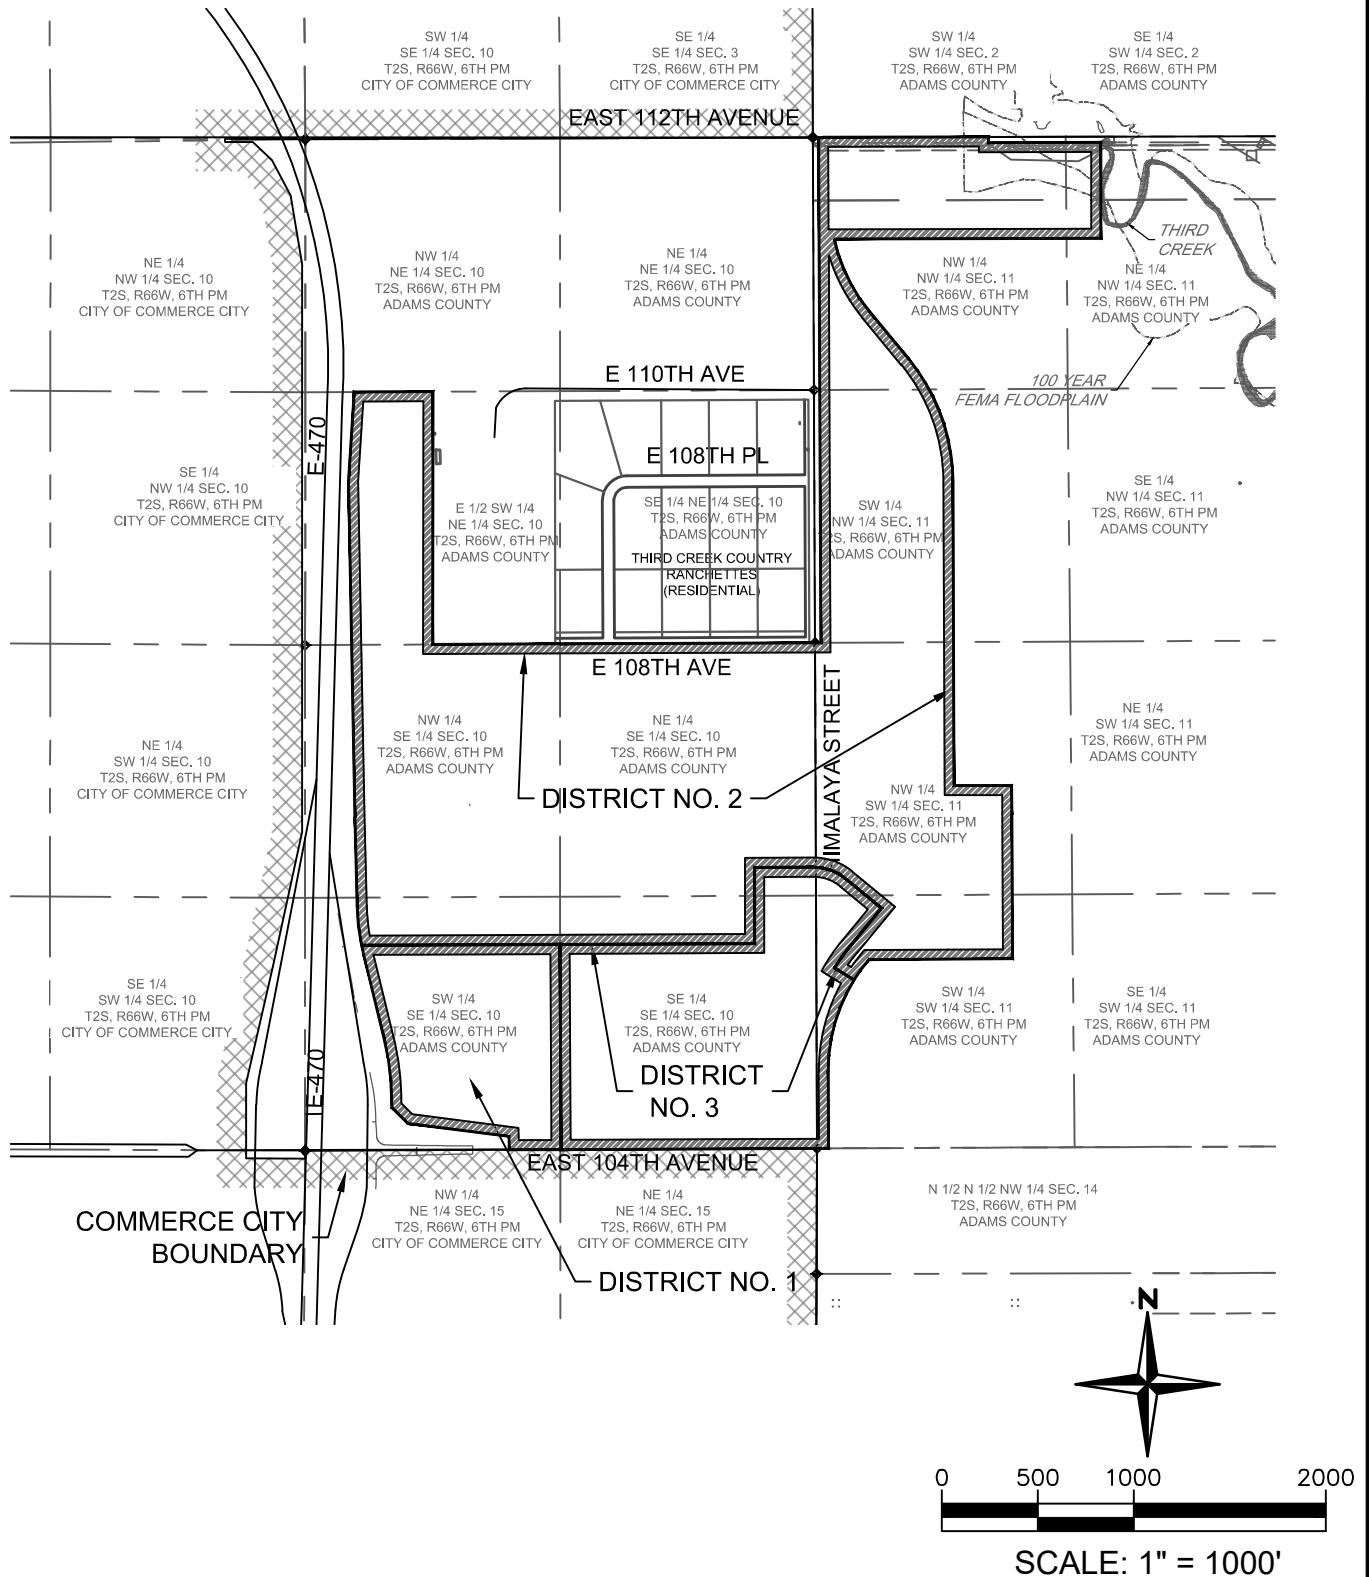 SW 1/4
SE 1/4 SEC. 10
T2S, R66W, 6TH PM
CITY OF COMMERCE CITY
SE 1/4
SE 1/4 SEC. 3
T2S, R66W, 6TH PM
CITY OF COMMERCE CITY
SW 1/4
SW 1/4 SEC. 2
T2S, R66W, 6TH PM
ADAMS COUNTY
SE 1/4
SW 1/4 SEC. 2
T2S, R66W, 6TH PM
ADAMS COUNTY
EAST 112TH AVENUE
THIRD
CREEK
NE 1/4
NW 1/4 SEC. 10
T2S, R66W, 6TH PM
CITY OF COMMERCE CITY
NW 1/4
NE 1/4 SEC. 10
T2S, R66W, 6TH PM
ADAMS COUNTY
NE 1/4
NE 1/4 SEC. 10
T2S, R66W, 6TH PM
ADAMS COUNTY
NW 1/4
NW 1/4 SEC. 11
T2S, R66W, 6TH PM
ADAMS COUNTY
NE 1/4
NW 1/4 SEC. 11
T2S, R66W, 6TH PM
ADAMS COUNTY
E 110TH AVE
100 YEAR
FEMA FLOODPLAIN
E-470
E 108TH PL
SE 1/4
NW 1/4 SEC. 10
T2S, R66W, 6TH PM
CITY OF COMMERCE CITY
E 1/2 SW 1/4
NE 1/4 SEC. 10
T2S, R66W, 6TH PM
ADAMS COUNTY
SE 1/4 NE 1/4 SEC. 10
T2S, R66W, 6TH PM
ADAMS COUNTY
THIRD CREEK COUNTRY
RANCHETTES
(RESIDENTIAL)
SW 1/4
NW 1/4 SEC. 11
T2S, R66W, 6TH PM
ADAMS COUNTY
SE 1/4
NW 1/4 SEC. 11
T2S, R66W, 6TH PM
ADAMS COUNTY
E 108TH AVE
IMALAYA STREET
NE 1/4
SW 1/4 SEC. 10
T2S, R66W, 6TH PM
CITY OF COMMERCE CITY
NW 1/4
SE 1/4 SEC. 10
T2S, R66W, 6TH PM
ADAMS COUNTY
NE 1/4
SE 1/4 SEC. 10
T2S, R66W, 6TH PM
ADAMS COUNTY
NE 1/4
SW 1/4 SEC. 11
T2S, R66W, 6TH PM
ADAMS COUNTY
DISTRICT NO. 2
NW 1/4
SW 1/4 SEC. 11
T2S, R66W, 6TH PM
ADAMS COUNTY
SE 1/4
SW 1/4 SEC. 10
T2S, R66W, 6TH PM
CITY OF COMMERCE CITY
SW 1/4
SE 1/4 SEC. 10
T2S, R66W, 6TH PM
ADAMS COUNTY
SE 1/4
SE 1/4 SEC. 10
T2S, R66W, 6TH PM
ADAMS COUNTY
SW 1/4
SW 1/4 SEC. 11
T2S, R66W, 6TH PM
ADAMS COUNTY
SE 1/4
SW 1/4 SEC. 11
T2S, R66W, 6TH PM
ADAMS COUNTY
E-470
DISTRICT
NO. 3
EAST 104TH AVENUE
COMMERCE CITY
BOUNDARY
NW 1/4
NE 1/4 SEC. 15
T2S, R66W, 6TH PM
CITY OF COMMERCE CITY
NE 1/4
NE 1/4 SEC. 15
T2S, R66W, 6TH PM
CITY OF COMMERCE CITY
N 1/2 N 1/2 NW 1/4 SEC. 14
T2S, R66W, 6TH PM
ADAMS COUNTY
DISTRICT NO. 1
N
0 500 1000 2000
SCALE: 1" = 1000'